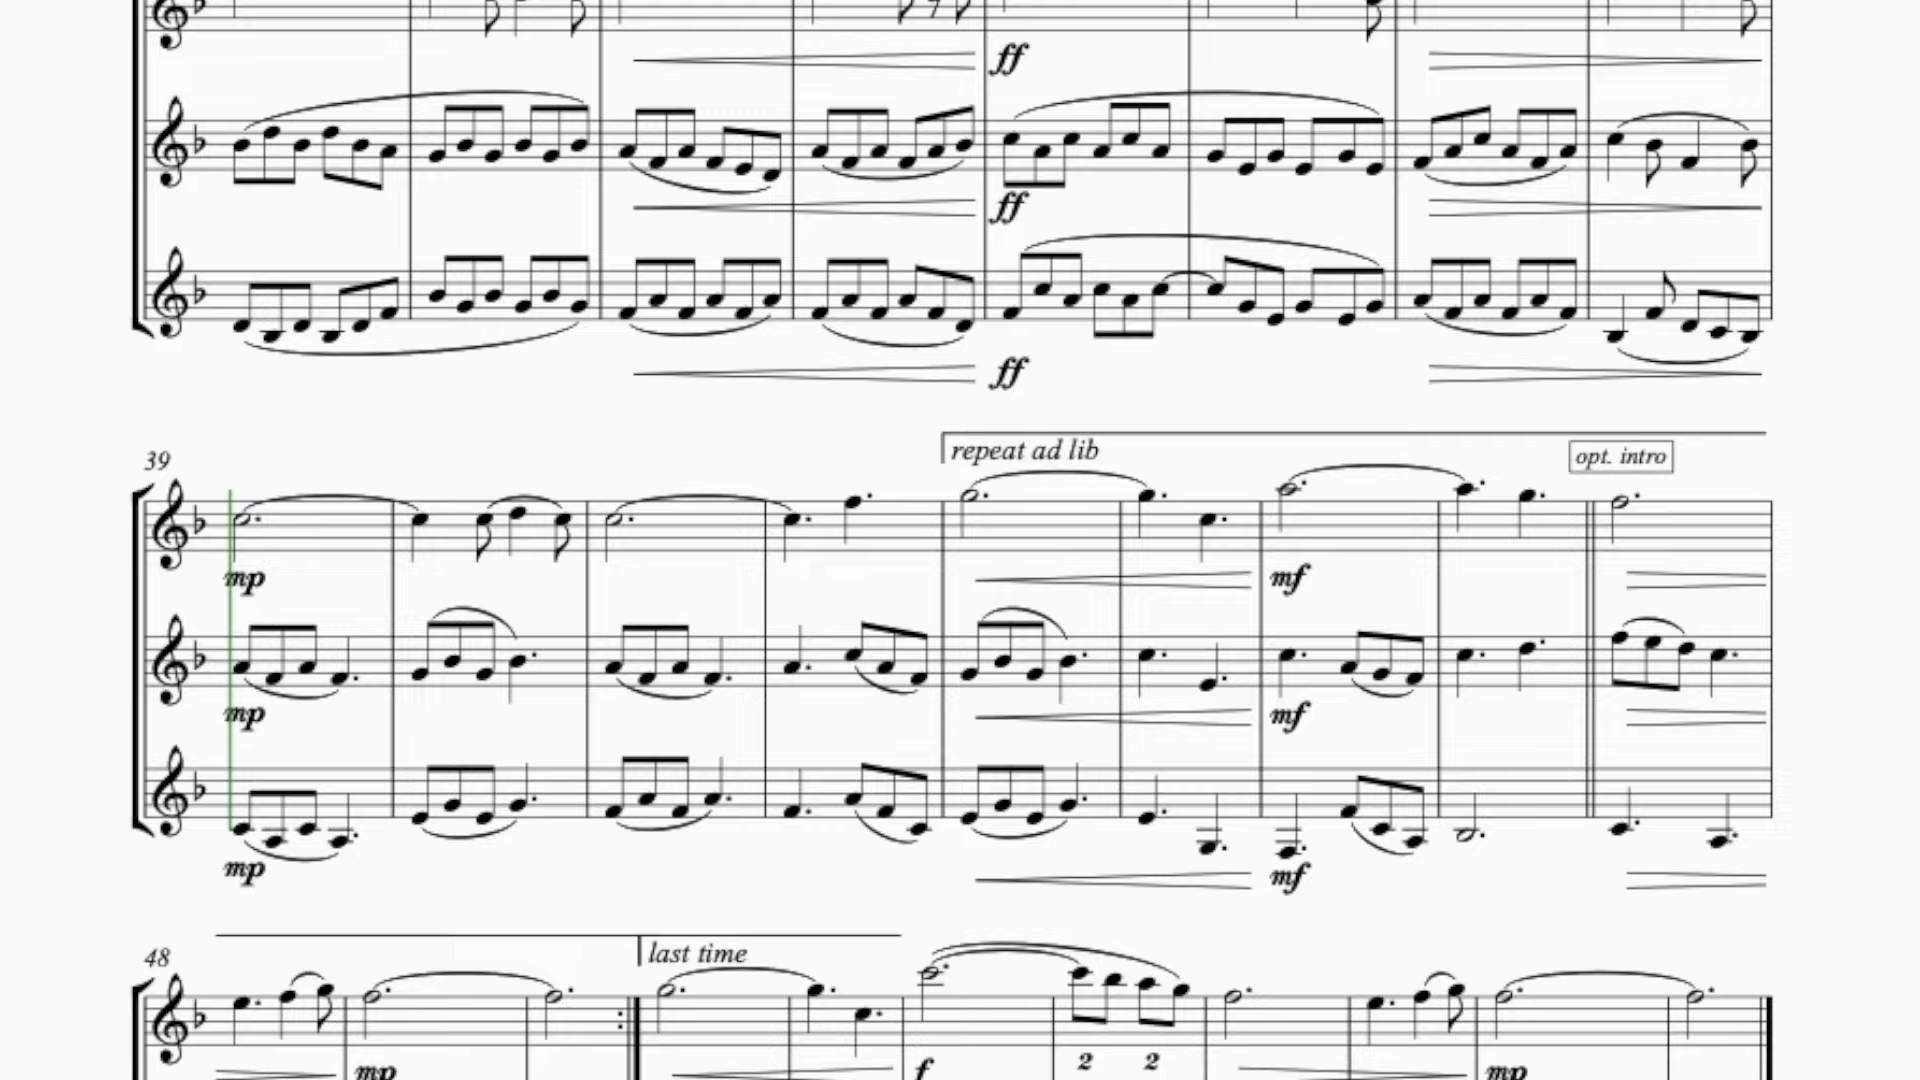 ff
ff
ff
39
repeat ad lib
opt. intro
mp
mf
mp
mf
mp
mf
48
last time
mp
f
2
2
mp